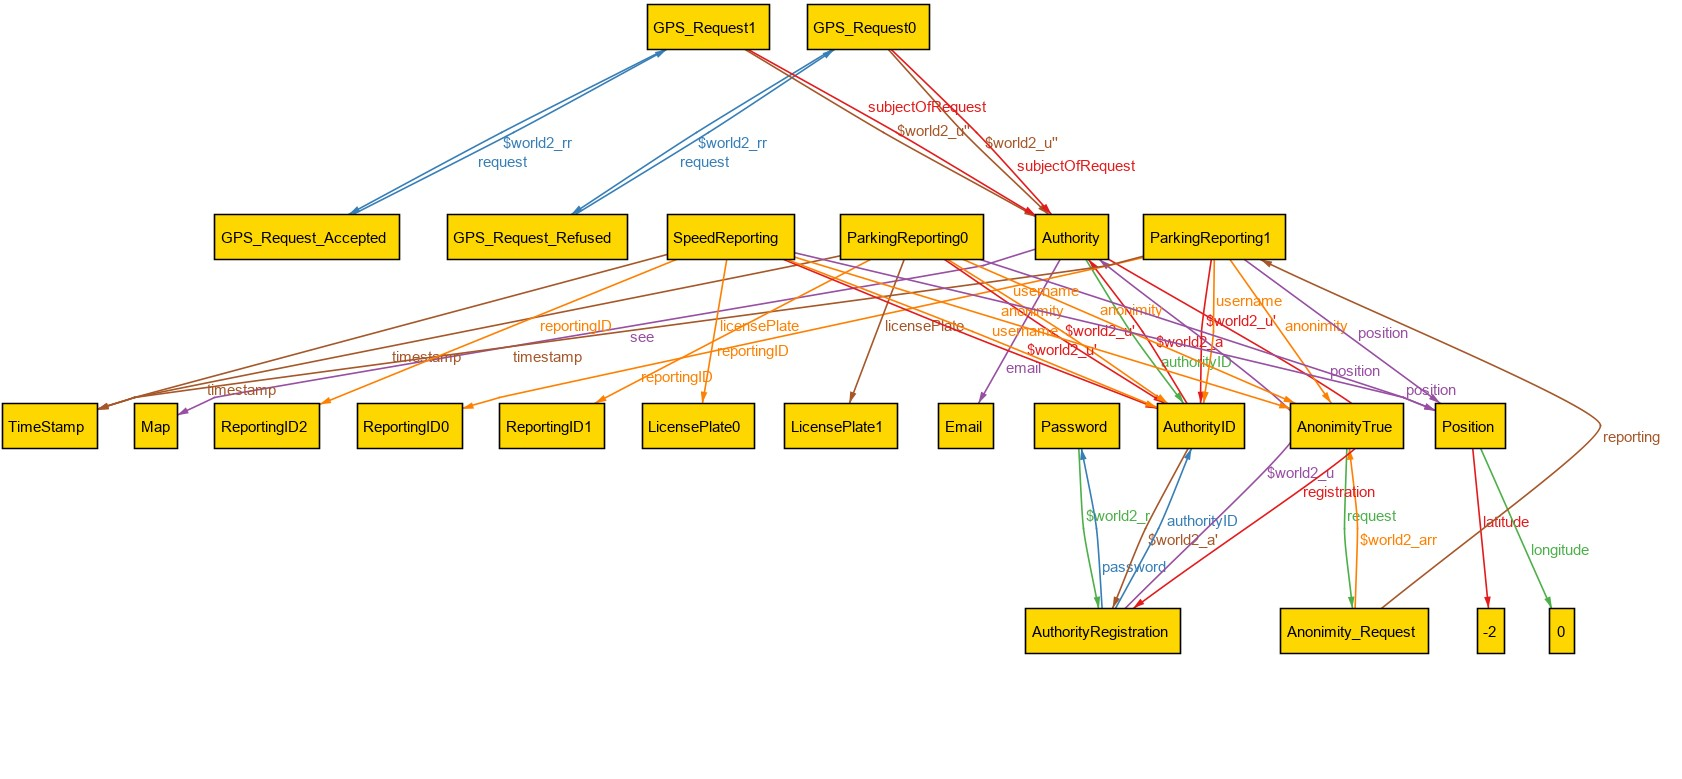 GPS_Request1
GPS_Request0
subjectOfRequest
$world2_u"
$world2_rr
request
$world2_rr
request
$world2_u"
subjectOfRequest
GPS_Request_Accepted
GPS_Request_Refused
SpeedReporting
ParkingReporting0
Authority
ParkingReporting1
username
username
anonimity
anonimity
reportingID
licensePlate
licensePlate
username
$world2_u'
$world2_u'
anonimity
position
see
$world2_a
timestamp
timestamp
reportingID
$world2_u'
authorityID
email
position
reportingID
timestamp
position
TimeStamp
Map
ReportingID2
ReportingID0
ReportingID1
LicensePlate0
LicensePlate1
Email
Password
AuthorityID
AnonimityTrue
Position
reporting
$world2_u
registration
$world2_r
authorityID
request
latitude
$world2_a'
$world2_arr
longitude
password
AuthorityRegistration
Anonimity_Request
-2
0